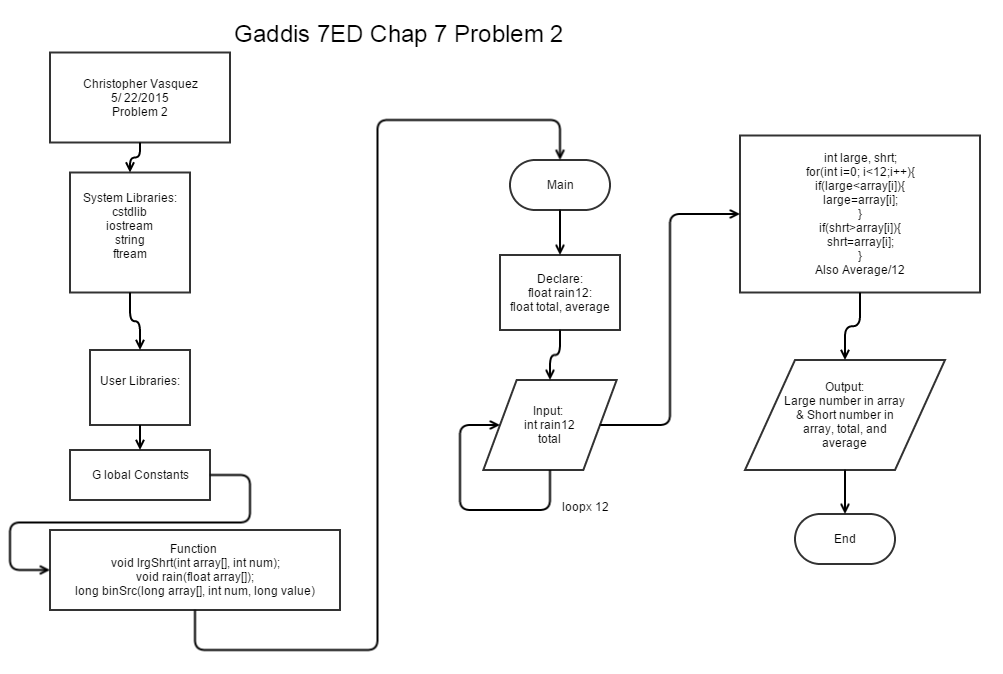 Gaddis 7ED Chap 7 Problem 2
Christopher Vasquez
5/ 22/2015
Problem 2
System Libraries:
cstdlib
iostream
string
ftream
User Libraries:
G lobal Constants
Function
void lrgShrt(int array[], int num);
void rain(float array[]);
long binSrc(long array[], int num, long value)
Main
Declare:
float rain12:
float total, average
Input:
int rain12
total
loopx 12
int large, shrt;
for(int i=0; i<12;i++){
if(large<array[i]){
large=array[i];
}
if(shrt>array[i]){
shrt=array[i];
}
Also Average/12
Output:
Large number in array
& Short number in
array, total, and
average
End